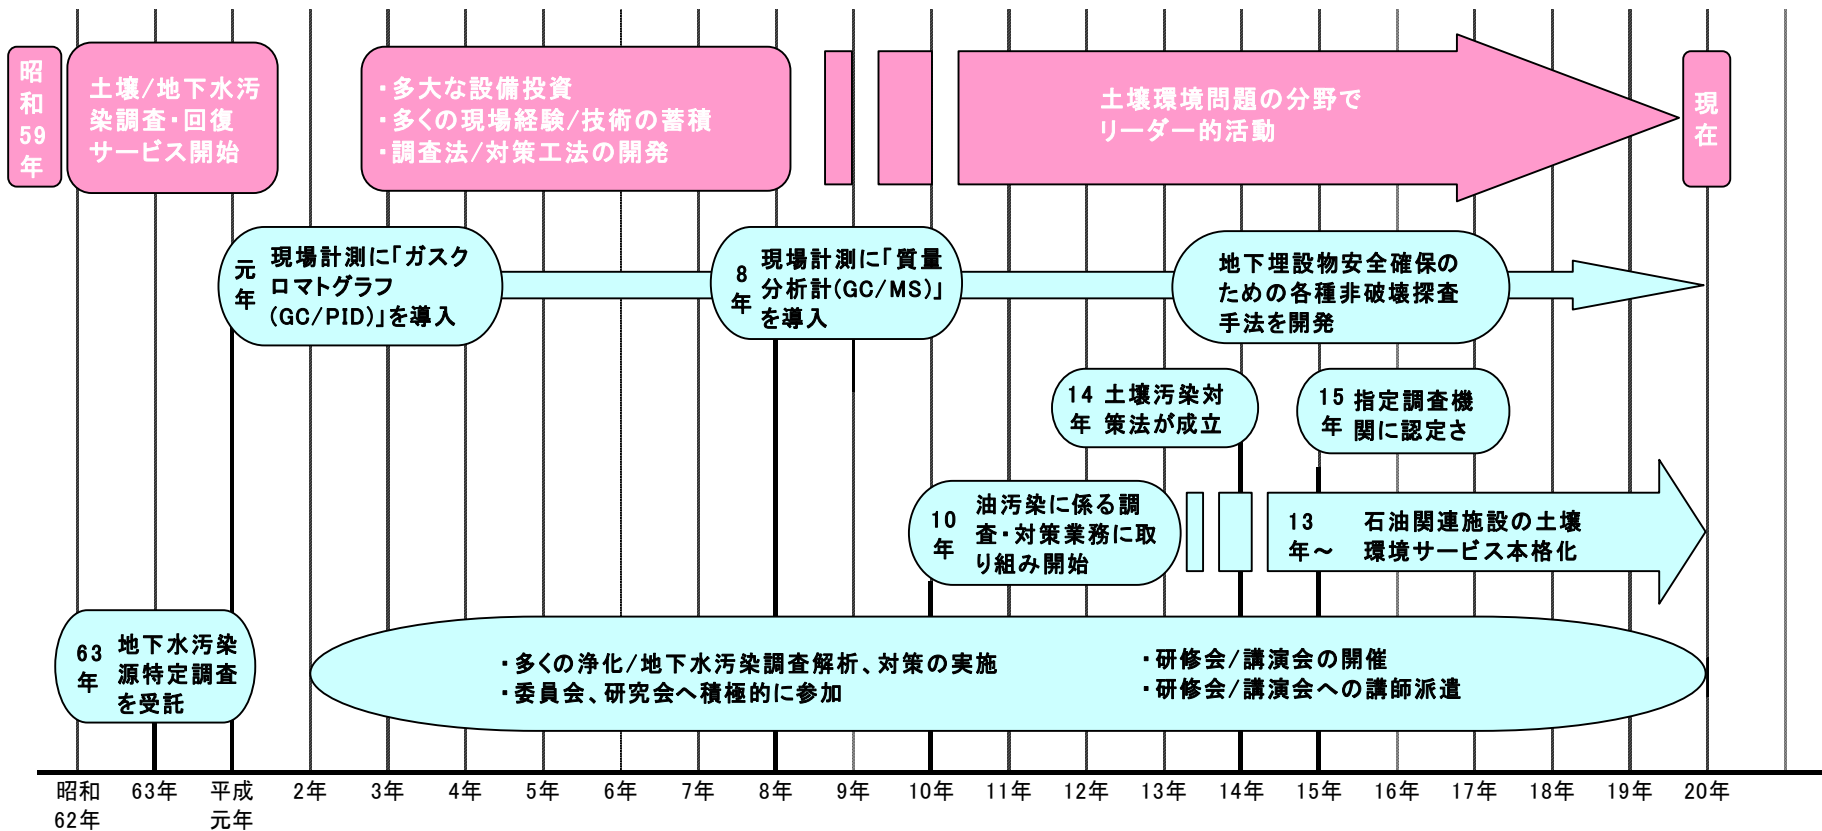 昭和59年
土壌/地下水汚
染調査・回復
サービス開始
・多大な設備投資
・多くの現場経験/技術の蓄積
・調査法/対策工法の開発
土壌環境問題の分野で
リーダー的活動
現在
元年
現場計測に「ガスク
ロマトグラフ
(GC/PID)」を導入
8年
現場計測に「質量
分析計(GC/MS)」
を導入
地下埋設物安全確保の
ための各種非破壊探査
手法を開発
14年
土壌汚染対
策法が成立
15年
指定調査機
関に認定さ
10年
油汚染に係る調
査・対策業務に取
り組み開始
13年～
石油関連施設の土壌
環境サービス本格化
63年
地下水汚染
源特定調査
を受託
・多くの浄化/地下水汚染調査解析、対策の実施
・委員会、研究会へ積極的に参加
・研修会/講演会の開催
・研修会/講演会への講師派遣
昭和
62年
63年
平成
元年
2年
3年
4年
5年
6年
7年
8年
9年
10年
11年
12年
13年
14年
15年
16年
17年
18年
19年
20年